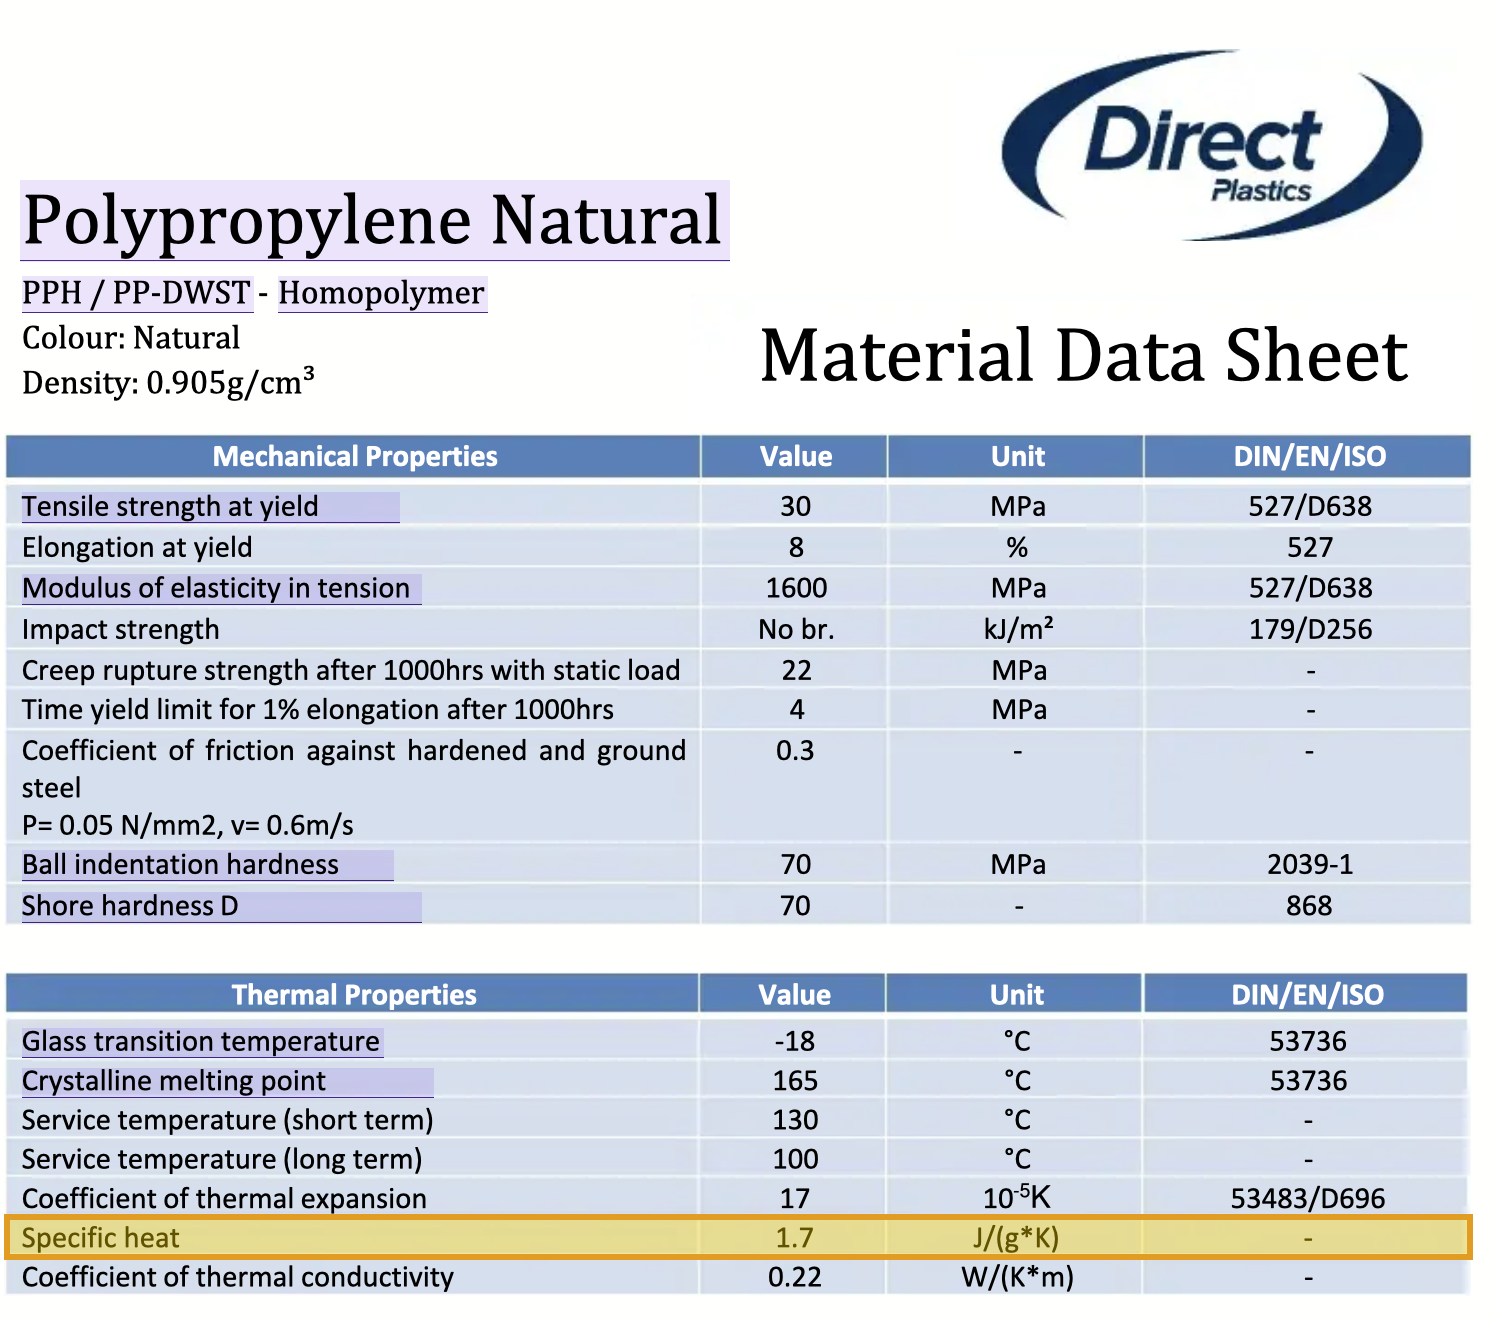 Direct
Plastics
Polypropylene Natural
PPH / PP-DWST - Homopolymer
Colour: Natural
Density: 0.905g/cm³
Material Data Sheet
Mechanical Properties Value Unit DIN/EN/ISO
Tensile strength at yield 30 MPa 527/D638
Elongation at yield 8 % 527
Modulus of elasticity in tension 1600 MPa 527/D638
Impact strength No br. kJ/m² 179/D256
Creep rupture strength after 1000hrs with static load 22 MPa -
Time yield limit for 1% elongation after 1000hrs 4 MPa -
Coefficient of friction against hardened and ground 0.3 - -
steel
P= 0.05 N/mm2, v= 0.6m/s
Ball indentation hardness 70 MPa 2039-1
Shore hardness D 70 - 868
Thermal Properties Value Unit DIN/EN/ISO
Glass transition temperature -18 °C 53736
Crystalline melting point 165 °C 53736
Service temperature (short term) 130 °C -
Service temperature (long term) 100 °C -
Coefficient of thermal expansion 17 10⁻⁵K 53483/D696
Specific heat 1.7 J/(g*K) -
Coefficient of thermal conductivity 0.22 W/(K*m) -